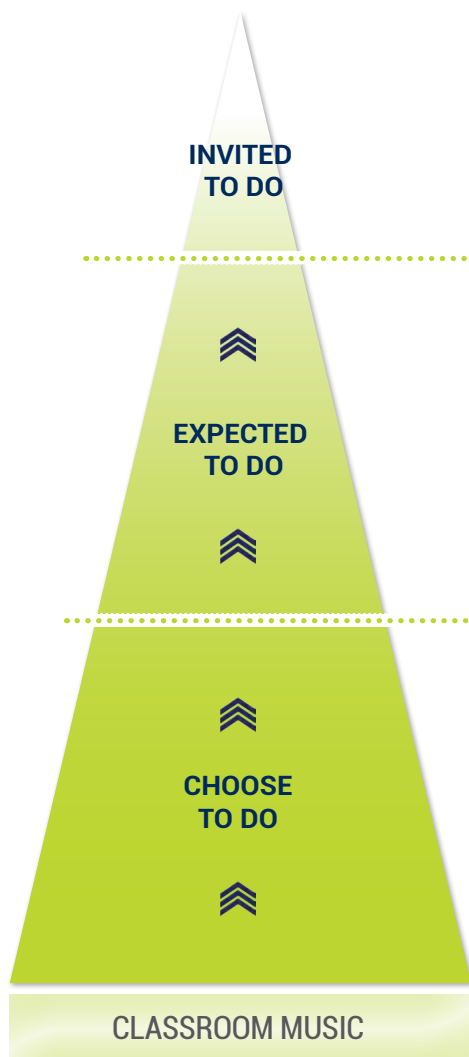 INVITED
TO DO
EXPECTED
TO DO
CHOOSE
TO DO
CLASSROOM MUSIC